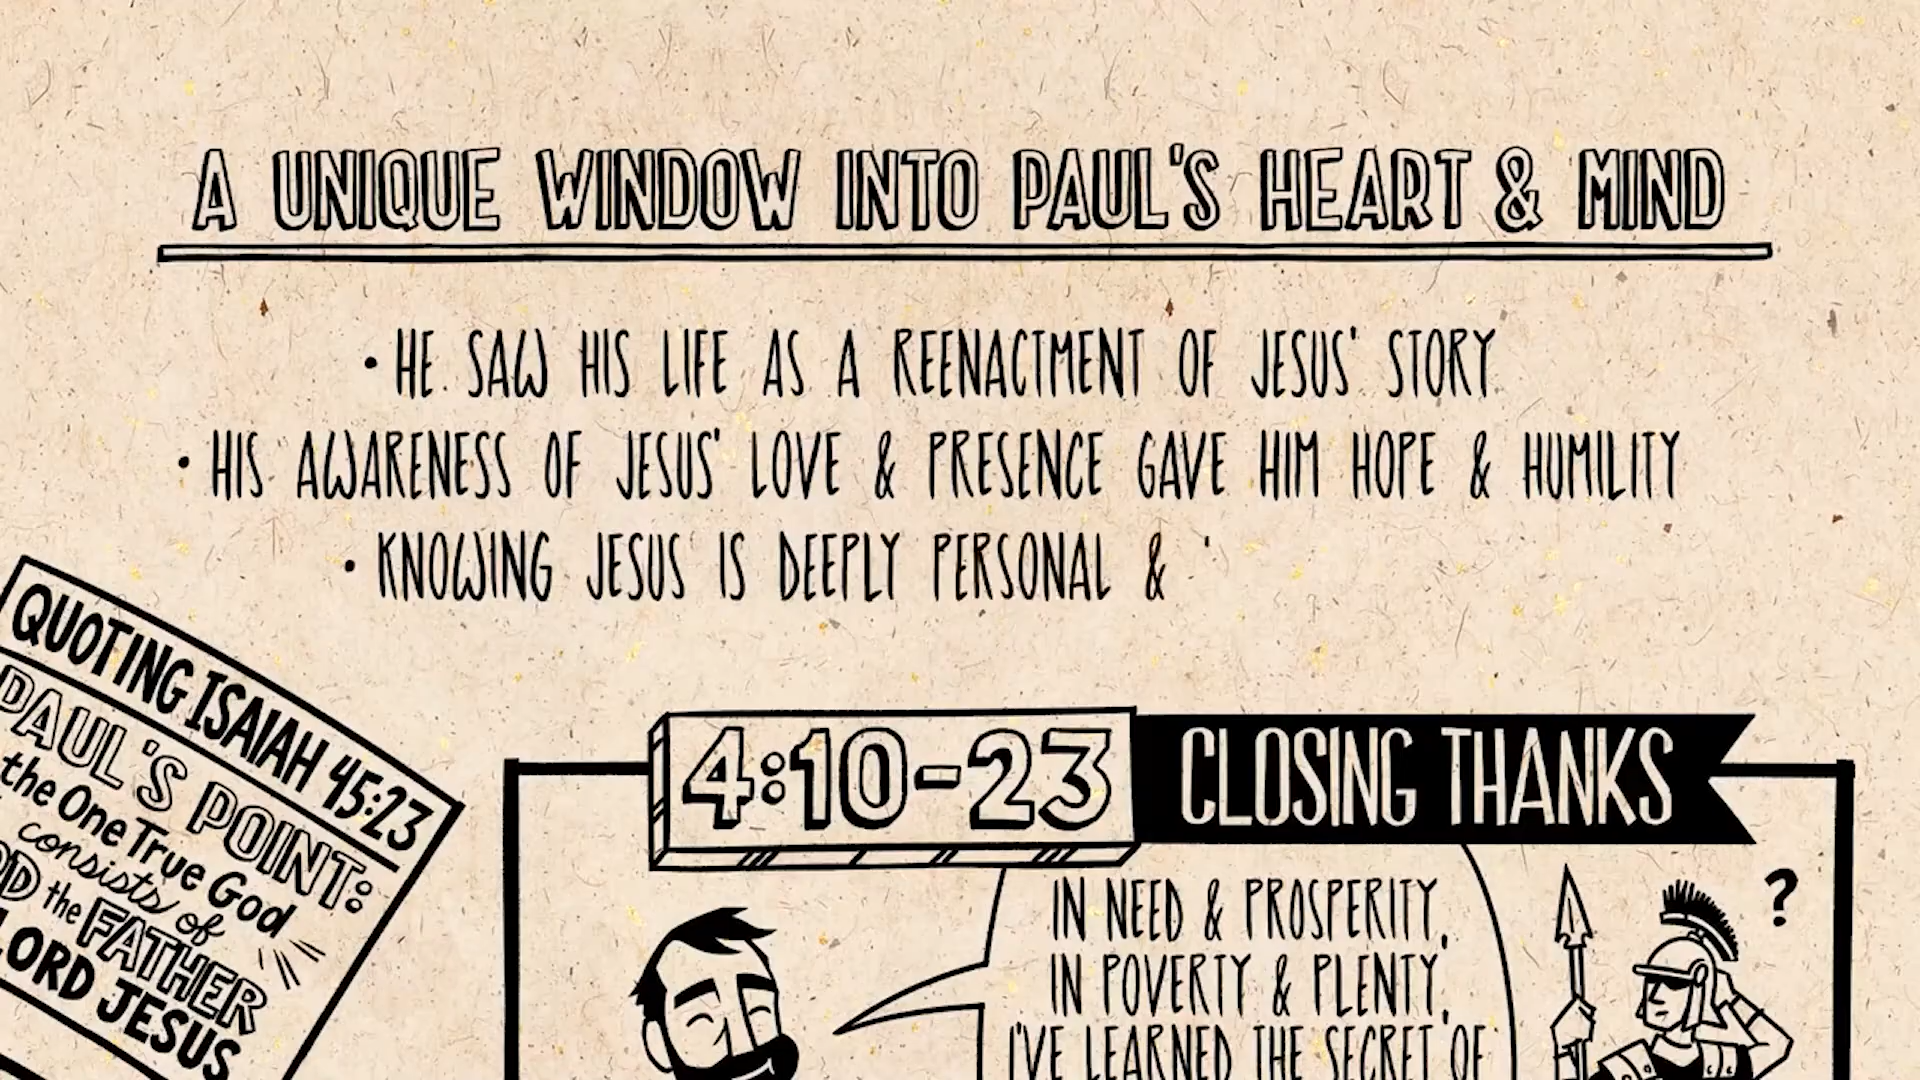 A UNIQUE WINDOW INTO PAUL'S HEART & MIND
• HE SAW HIS LIFE AS A REENACTMENT OF JESUS' STORY
• HIS AWARENESS OF JESUS' LOVE & PRESENCE GAVE HIM HOPE & HUMILITY
• KNOWING JESUS IS DEEPLY PERSONAL &
QUOTING ISAIAH 45:23
PAUL'S POINT:
the One True God
consists of
the FATHER
LORD JESUS
4:10-23 CLOSING THANKS
IN NEED & PROSPERITY,
IN POVERTY & PLENTY,
I'VE LEARNED THE SECRET OF
?